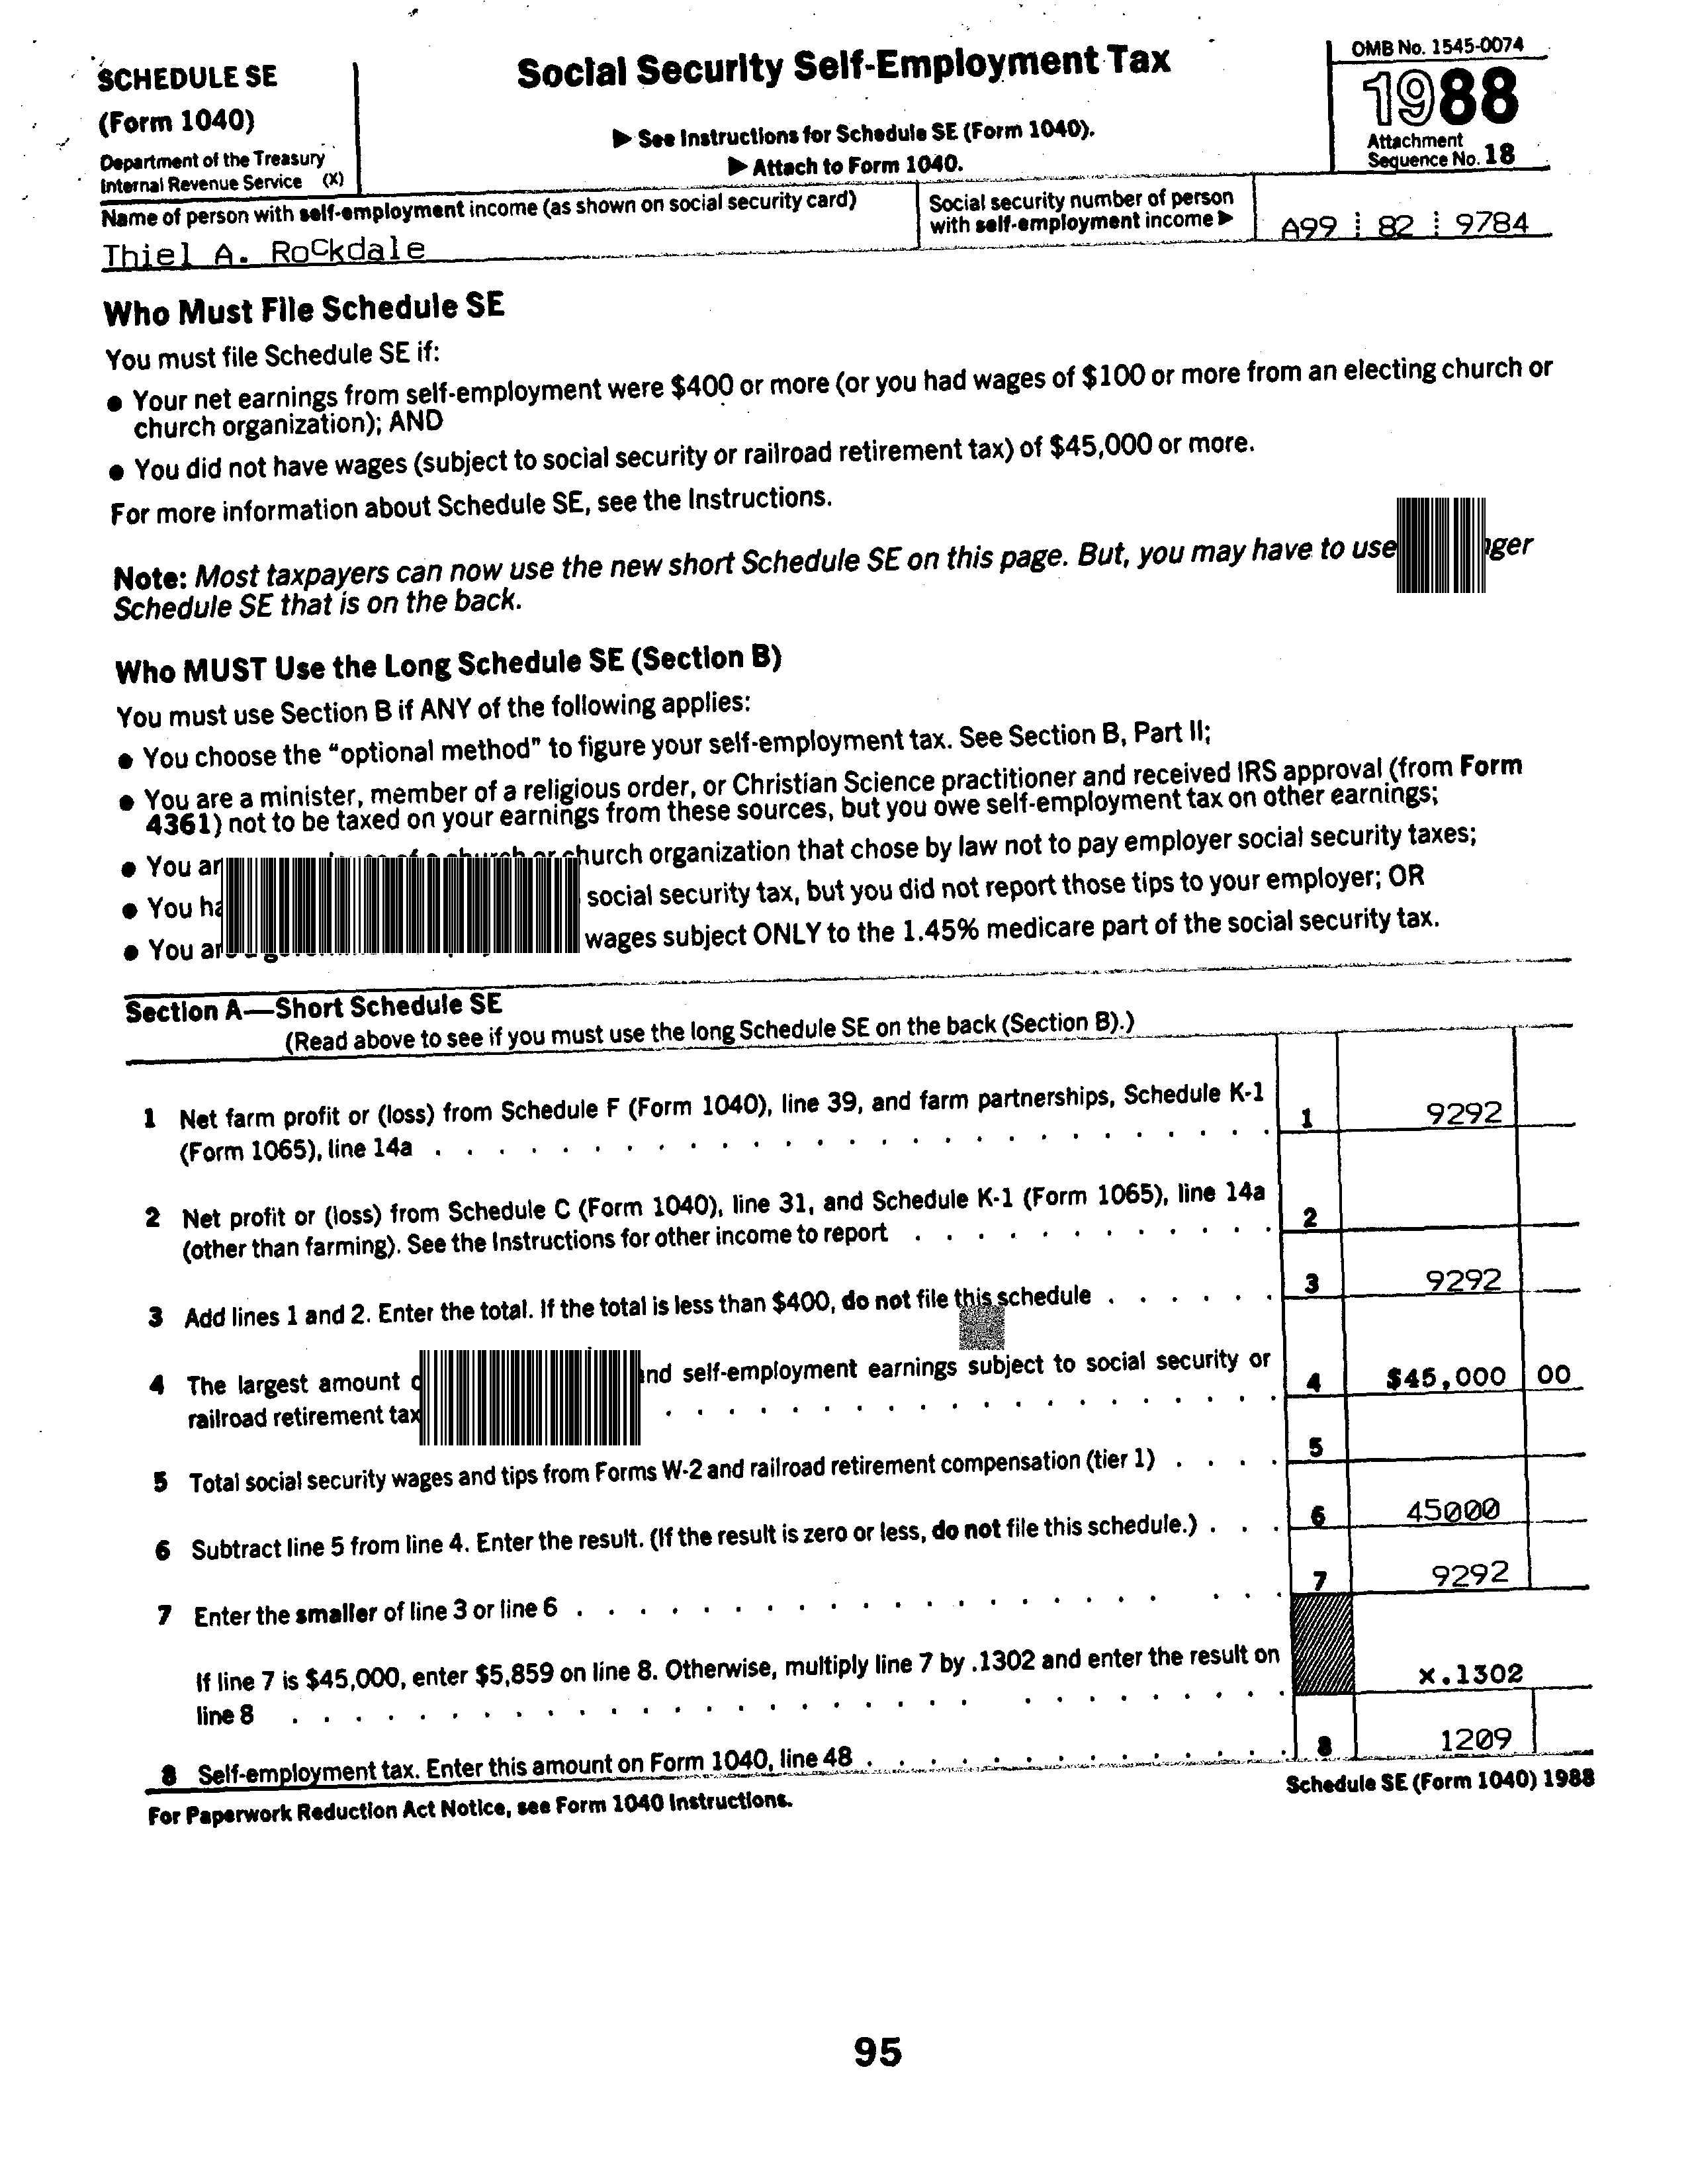 SCHEDULE SE
(Form 1040)
Department of the Treasury
Internal Revenue Service (X)
Social Security Self-Employment Tax
▶ See Instructions for Schedule SE (Form 1040).
▶ Attach to Form 1040.
OMB No. 1545-0074
1988
Attachment
Sequence No. 18
Name of person with self-employment income (as shown on social security card)
Thiel A. Rockdale
Social security number of person
with self-employment income ▶
A99 82 9784
Who Must File Schedule SE
You must file Schedule SE if:
● Your net earnings from self-employment were $400 or more (or you had wages of $100 or more from an electing church or
church organization); AND
● You did not have wages (subject to social security or railroad retirement tax) of $45,000 or more.
For more information about Schedule SE, see the Instructions.
Note: Most taxpayers can now use the new short Schedule SE on this page. But, you may have to use
Schedule SE that is on the back.
Who MUST Use the Long Schedule SE (Section B)
You must use Section B if ANY of the following applies:
● You choose the "optional method" to figure your self-employment tax. See Section B, Part II;
● You are a minister, member of a religious order, or Christian Science practitioner and received IRS approval (from Form
4361) not to be taxed on your earnings from these sources, but you owe self-employment tax on other earnings;
● You church organization that chose by law not to pay employer social security taxes;
● You social security tax, but you did not report those tips to your employer; OR
● You wages subject ONLY to the 1.45% medicare part of the social security tax.
Section A—Short Schedule SE
(Read above to see if you must use the long Schedule SE on the back (Section B).)
1 Net farm profit or (loss) from Schedule F (Form 1040), line 39, and farm partnerships, Schedule K-1
(Form 1065), line 14a . . . . . . . . . . . . . . . . . . . . . . . . . . . 1 9292
2 Net profit or (loss) from Schedule C (Form 1040), line 31, and Schedule K-1 (Form 1065), line 14a
(other than farming). See the Instructions for other income to report . . . . . . . . . . . . 2
3 Add lines 1 and 2. Enter the total. If the total is less than $400, do not file this schedule . . . . . . 3 9292
4 The largest amount self-employment earnings subject to social security or
railroad retirement tax . . . . . . . . . . . . . . . . . . . . 4 $45,000 00
5 Total social security wages and tips from Forms W-2 and railroad retirement compensation (tier 1) . . . . 5
6 Subtract line 5 from line 4. Enter the result. (If the result is zero or less, do not file this schedule.) . . . 6 45000
7 Enter the smaller of line 3 or line 6 . . . . . . . . . . . . . . . . . . . . . . 7 9292
If line 7 is $45,000, enter $5,859 on line 8. Otherwise, multiply line 7 by .1302 and enter the result on
line 8 . . . . . . . . . . . . . . . . . . . . . . . . . . . . . . x.1302
8 Self-employment tax. Enter this amount on Form 1040, line 48 . . . . . . . . . . . . . . 8 1209
For Paperwork Reduction Act Notice, see Form 1040 Instructions.
Schedule SE (Form 1040) 1988
95